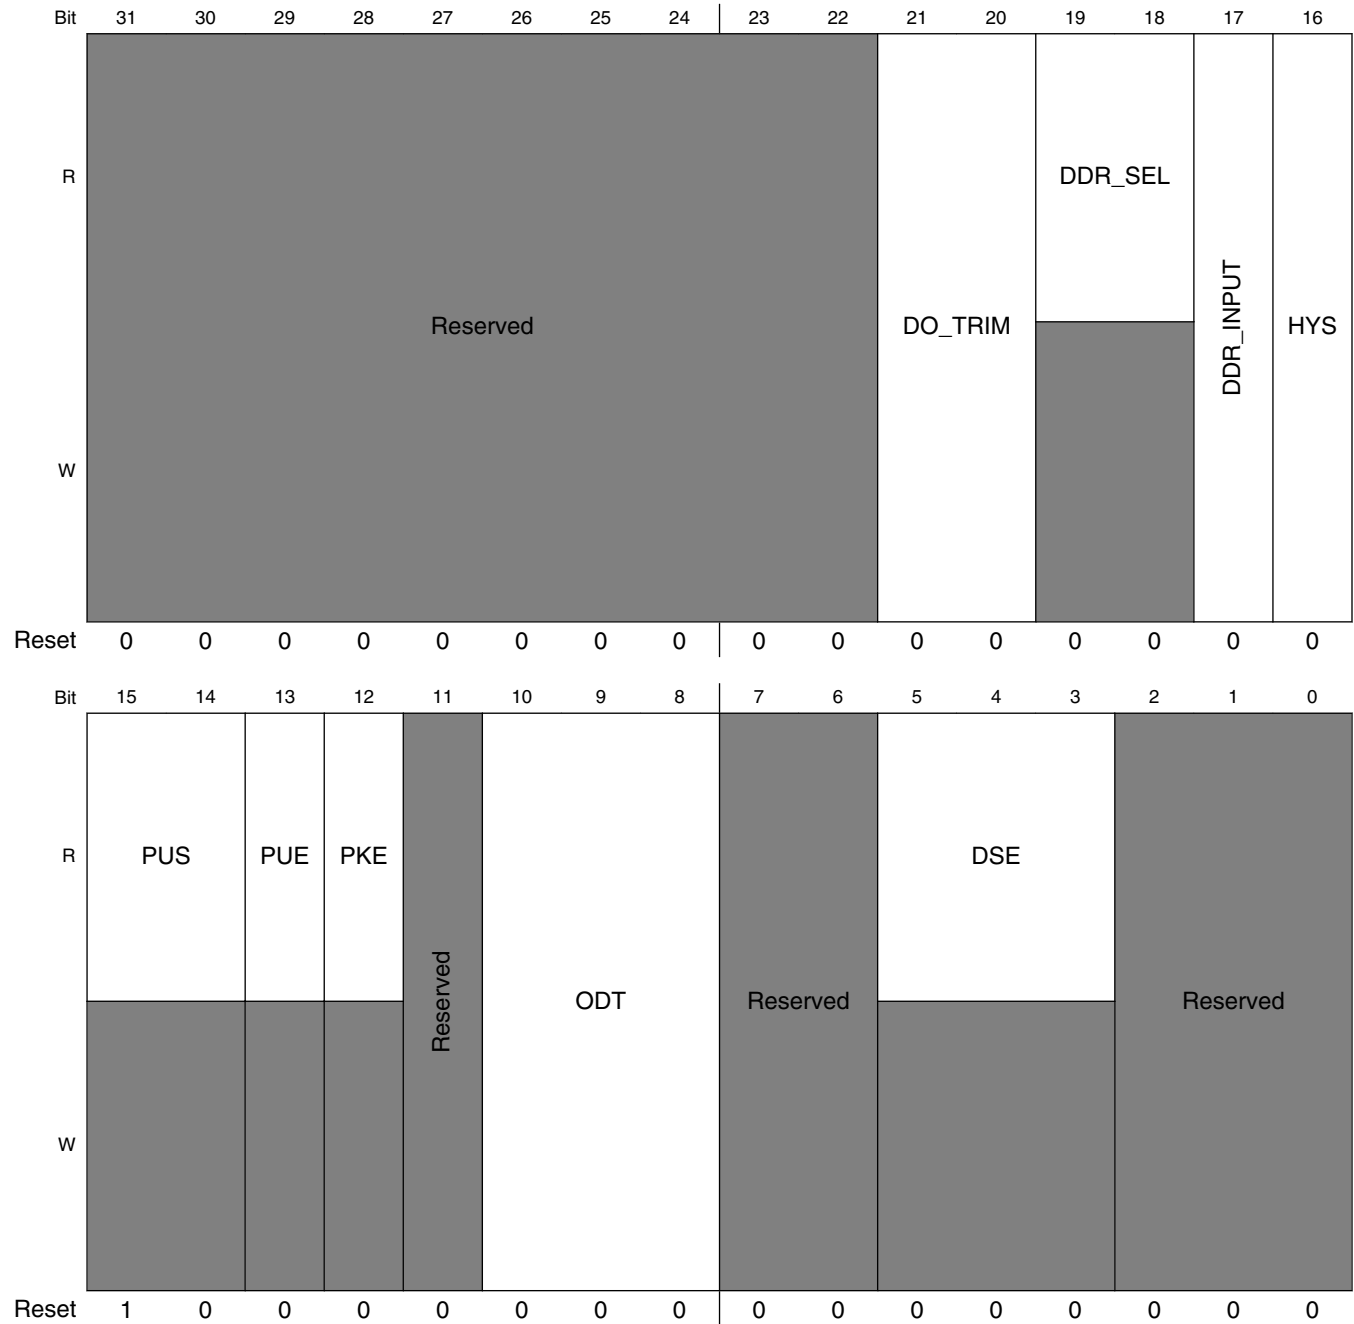 Bit 31 30 29 28 27 26 25 24 23 22 21 20 19 18 17 16
R DDR_SEL
Reserved DO_TRIM DDR_INPUT HYS
W
Reset 0 0 0 0 0 0 0 0 0 0 0 0 0 0 0 0
Bit 15 14 13 12 11 10 9 8 7 6 5 4 3 2 1 0
R PUS PUE PKE DSE
Reserved ODT Reserved Reserved
W
Reset 1 0 0 0 0 0 0 0 0 0 0 0 0 0 0 0